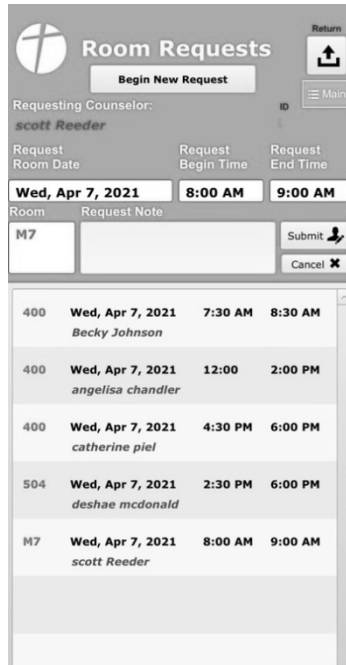 Return
Room Requests
Begin New Request
Main
Requesting Counselor:
ID
scott Reeder
Request Room Date
Request Begin Time
Request End Time
Wed, Apr 7, 2021
8:00 AM
9:00 AM
Room
Request Note
M7
Submit
Cancel
400 Wed, Apr 7, 2021 7:30 AM 8:30 AM
Becky Johnson
400 Wed, Apr 7, 2021 12:00 2:00 PM
angelisa chandler
400 Wed, Apr 7, 2021 4:30 PM 6:00 PM
catherine piel
504 Wed, Apr 7, 2021 2:30 PM 6:00 PM
deshae mcdonald
M7 Wed, Apr 7, 2021 8:00 AM 9:00 AM
scott Reeder